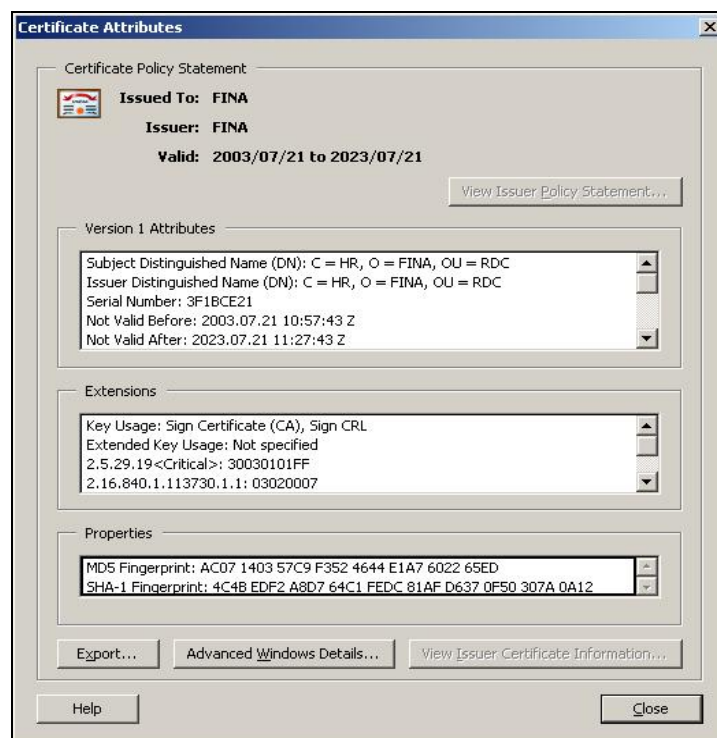 Certificate Attributes
Certificate Policy Statement
Issued To: FINA
Issuer: FINA
Valid: 2003/07/21 to 2023/07/21
View Issuer Policy Statement...
Version 1 Attributes
Subject Distinguished Name (DN): C = HR, O = FINA, OU = RDC
Issuer Distinguished Name (DN): C = HR, O = FINA, OU = RDC
Serial Number: 3F1BCE21
Not Valid Before: 2003.07.21 10:57:43 Z
Not Valid After: 2023.07.21 11:27:43 Z
Extensions
Key Usage: Sign Certificate (CA), Sign CRL
Extended Key Usage: Not specified
2.5.29.19<Critical>: 30030101FF
2.16.840.1.113730.1.1: 03020007
Properties
MD5 Fingerprint: AC07 1403 57C9 F352 4644 E1A7 6022 65ED
SHA-1 Fingerprint: 4C4B EDF2 A8D7 64C1 FEDC 81AF D637 0F50 307A 0A12
Export... Advanced Windows Details... View Issuer Certificate Information...
Help Close